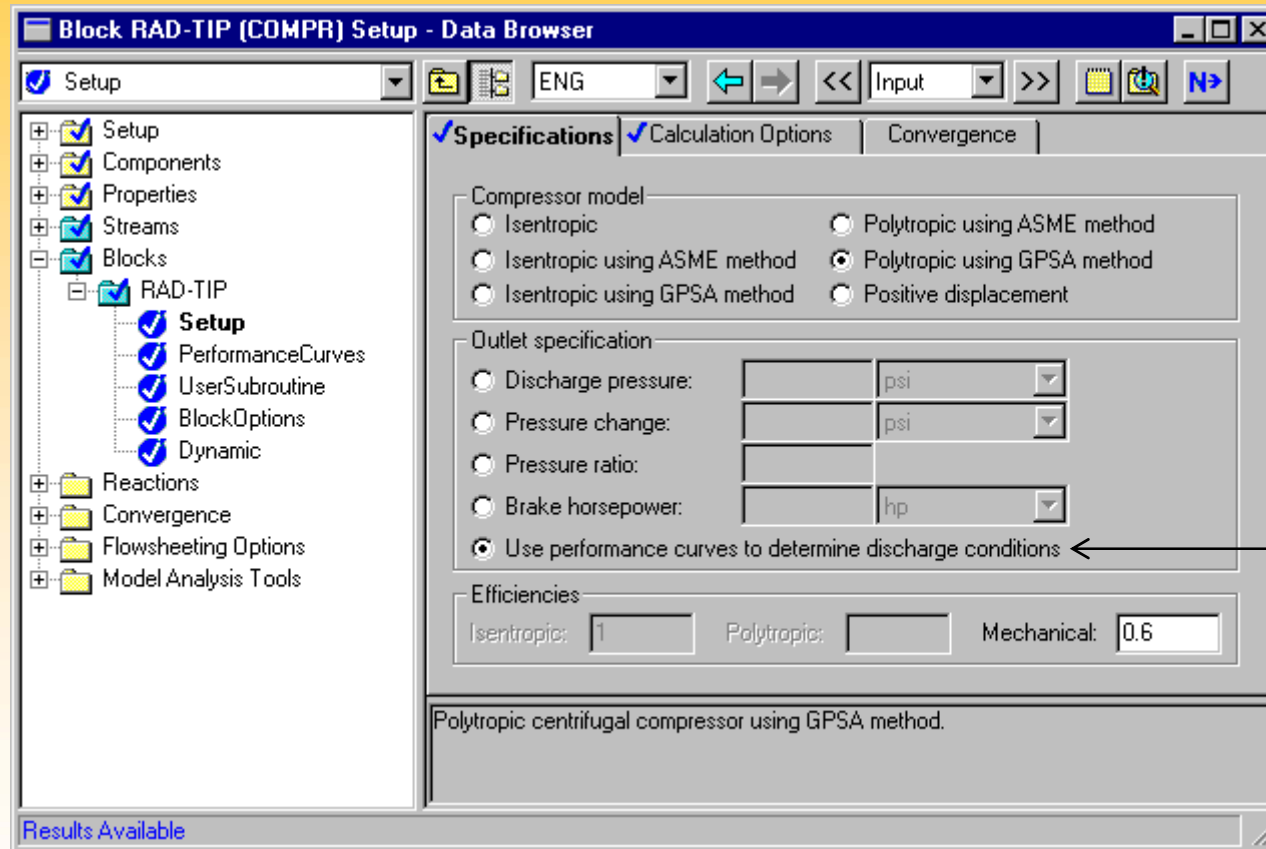 Block RAD-TIP (COMPR) Setup - Data Browser
Setup ENG << Input >> N
Setup
Components
Properties
Streams
Blocks
RAD-TIP
Setup
PerformanceCurves
UserSubroutine
BlockOptions
Dynamic
Reactions
Convergence
Flowsheeting Options
Model Analysis Tools
Specifications Calculation Options Convergence
Compressor model
Isentropic Polytropic using ASME method
Isentropic using ASME method Polytropic using GPSA method
Isentropic using GPSA method Positive displacement
Outlet specification
Discharge pressure: psi
Pressure change: psi
Pressure ratio:
Brake horsepower: hp
Use performance curves to determine discharge conditions
Efficiencies
Isentropic: 1 Polytropic: Mechanical: 0.6
Polytropic centrifugal compressor using GPSA method.
Results Available